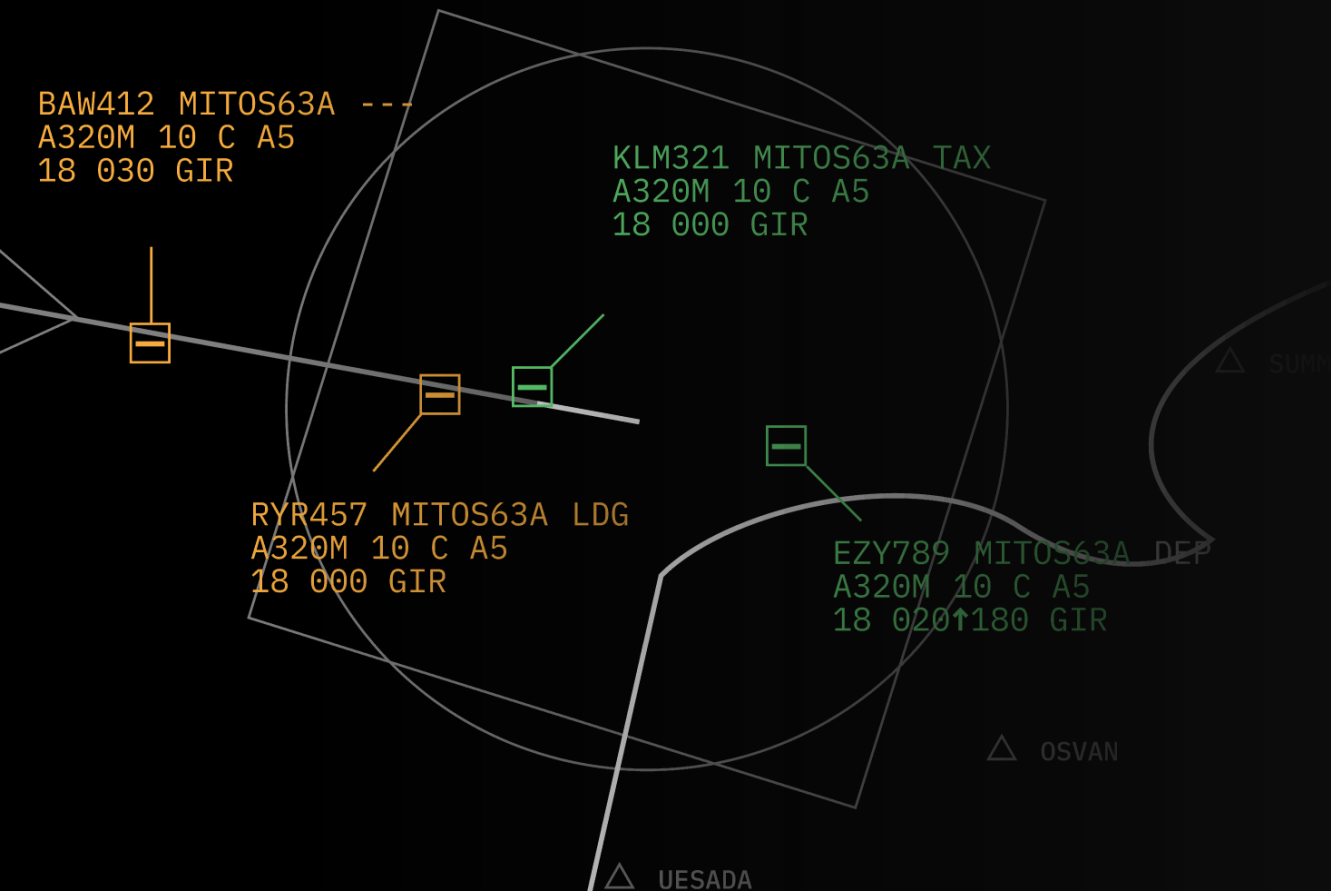 BAW412 MITOS63A ---
A320M 10 C A5
18 030 GIR
KLM321 MITOS63A TAX
A320M 10 C A5
18 000 GIR
SUMM
RYR457 MITOS63A LDG
A320M 10 C A5
18 000 GIR
EZY789 MITOS63A DEP
A320M 10 C A5
18 020↑180 GIR
OSVAN
UESADA